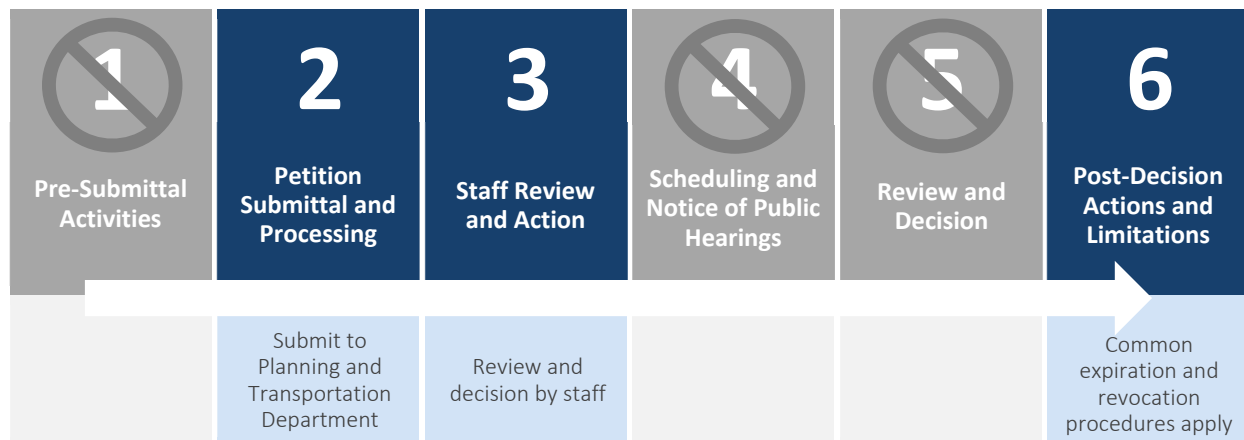 1
Pre-Submittal
Activities
2
Petition
Submittal and
Processing
Submit to
Planning and
Transportation
Department
3
Staff Review
and Action
Review and
decision by staff
4
Scheduling and
Notice of Public
Hearings
5
Review and
Decision
6
Post-Decision
Actions and
Limitations
Common
expiration and
revocation
procedures apply